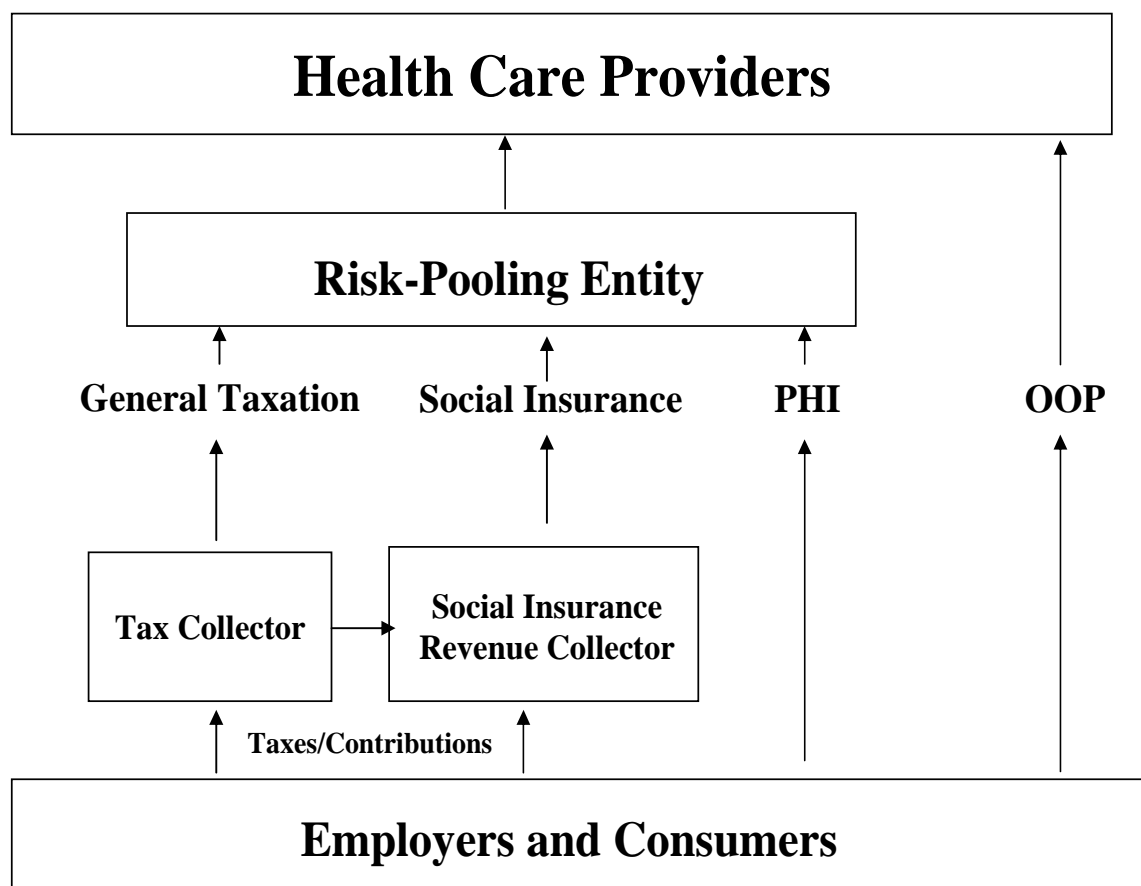 Health Care Providers
Risk-Pooling Entity
General Taxation
Social Insurance
PHI
OOP
Tax Collector
Social Insurance
Revenue Collector
Taxes/Contributions
Employers and Consumers